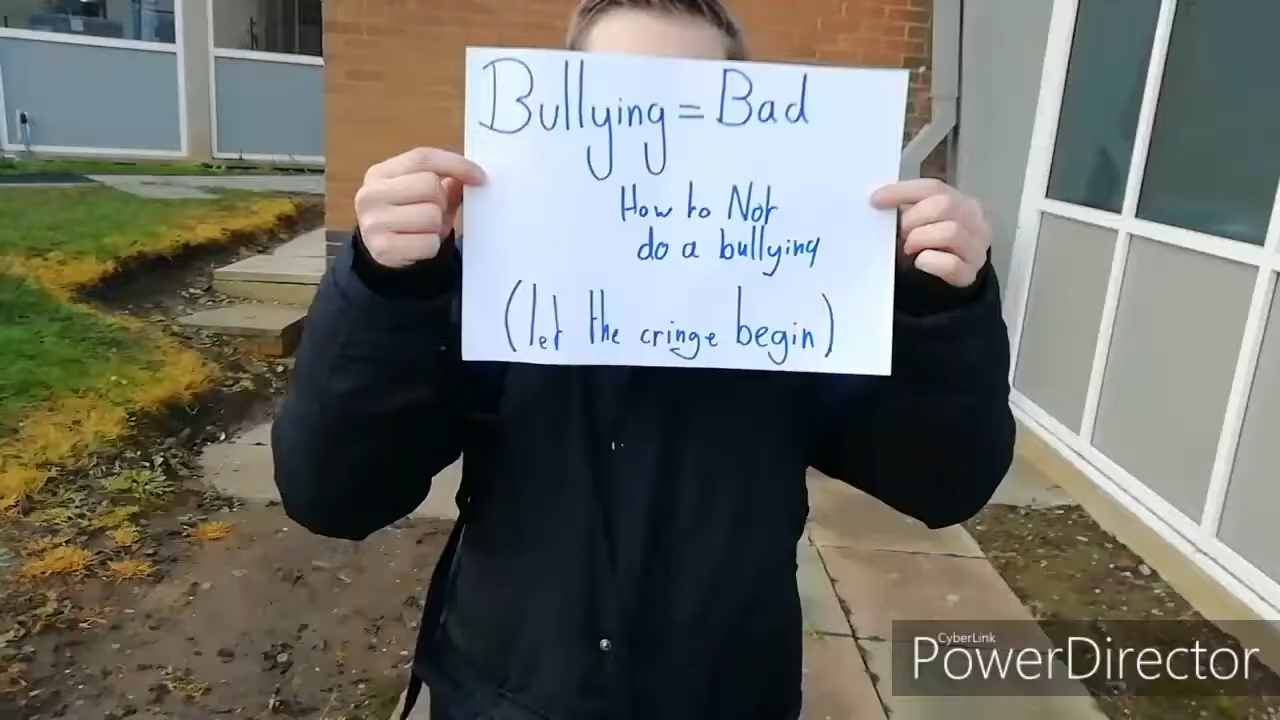 Bullying = Bad
How to Not
do a bullying
(let the cringe begin)
CyberLink
PowerDirector